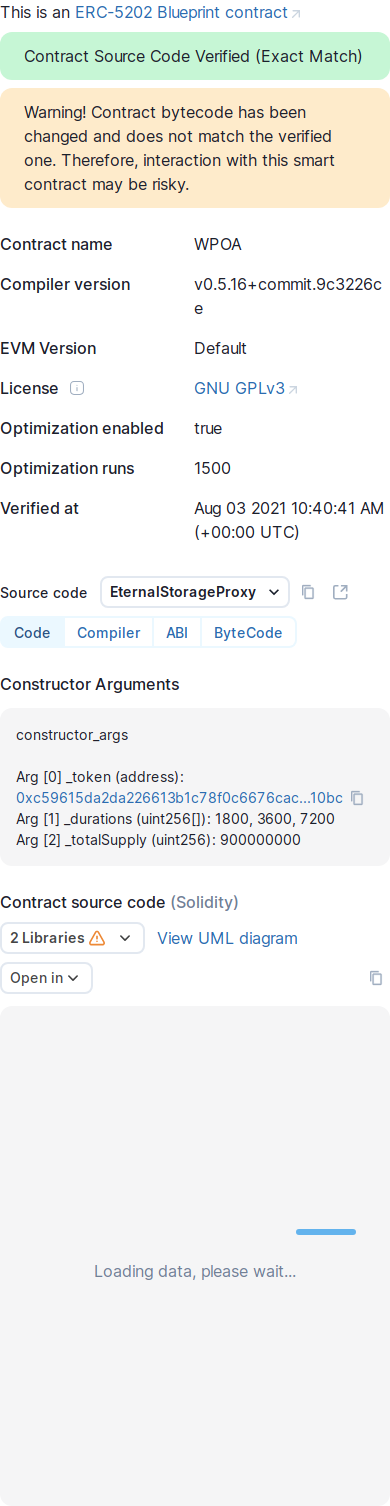 This is an ERC-5202 Blueprint contract
Contract Source Code Verified (Exact Match)
Warning! Contract bytecode has been
changed and does not match the verified
one. Therefore, interaction with this smart
contract may be risky.
Contract name WPOA
Compiler version v0.5.16+commit.9c3226c
e
EVM Version Default
License GNU GPLv3
Optimization enabled true
Optimization runs 1500
Verified at Aug 03 2021 10:40:41 AM
(+00:00 UTC)
Source code EternalStorageProxy
Code Compiler ABI ByteCode
Constructor Arguments
constructor_args
Arg [0] _token (address):
0xc59615da2da226613b1c78f0c6676cac...10bc
Arg [1] _durations (uint256[]): 1800, 3600, 7200
Arg [2] _totalSupply (uint256): 900000000
Contract source code (Solidity)
2 Libraries View UML diagram
Open in
Loading data, please wait...